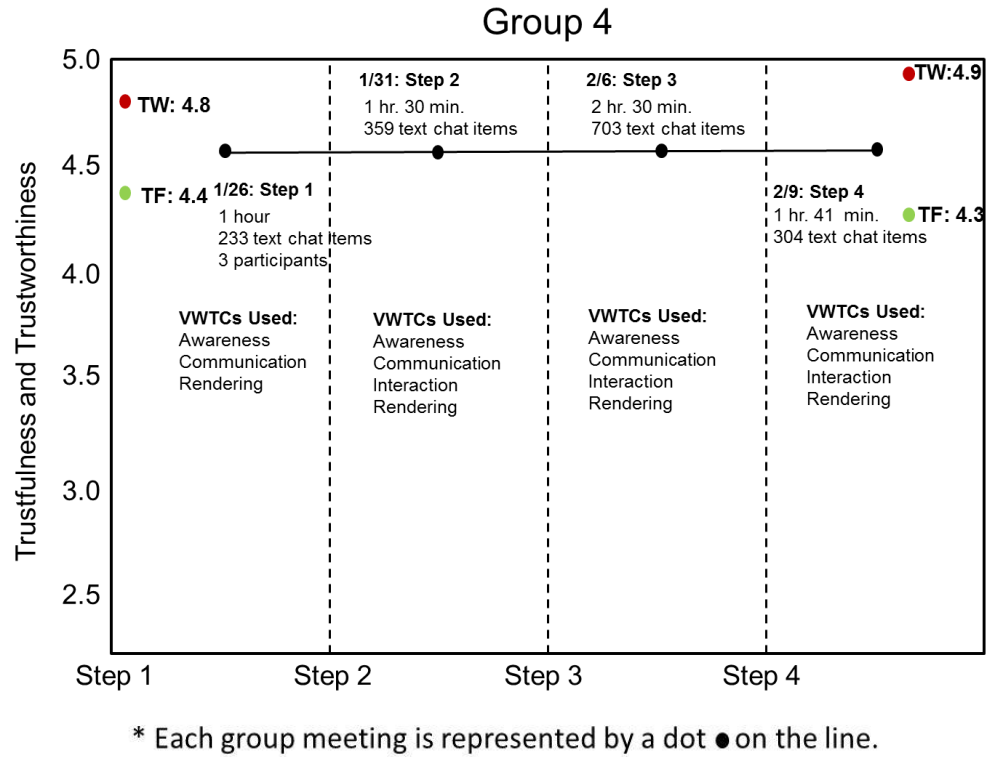 Group 4
Trustfulness and Trustworthiness
5.0
4.5
4.0
3.5
3.0
2.5
TW: 4.8
TF: 4.4
1/26: Step 1
1 hour
233 text chat items
3 participants
VWTCs Used:
Awareness
Communication
Rendering
1/31: Step 2
1 hr. 30 min.
359 text chat items
VWTCs Used:
Awareness
Communication
Interaction
Rendering
2/6: Step 3
2 hr. 30 min.
703 text chat items
VWTCs Used:
Awareness
Communication
Interaction
Rendering
TW:4.9
2/9: Step 4
1 hr. 41 min.
304 text chat items
TF: 4.3
VWTCs Used:
Awareness
Communication
Interaction
Rendering
Step 1
Step 2
Step 3
Step 4
* Each group meeting is represented by a dot ● on the line.